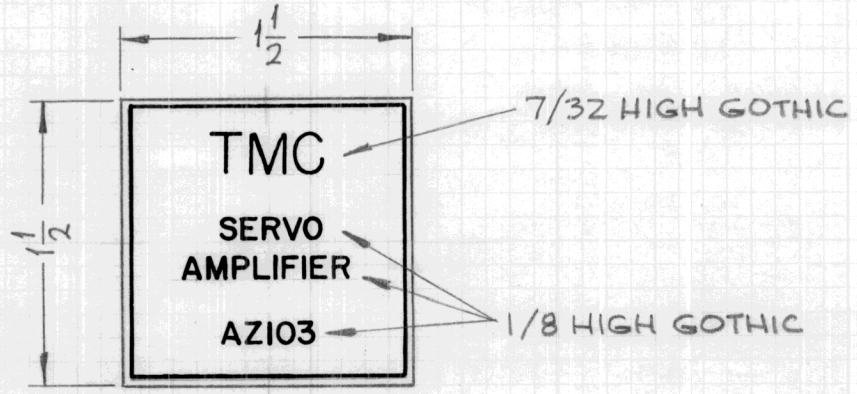 1 1/2
7/32 HIGH GOTHIC
TMC
1 1/2
SERVO
AMPLIFIER
1/8 HIGH GOTHIC
AZ103